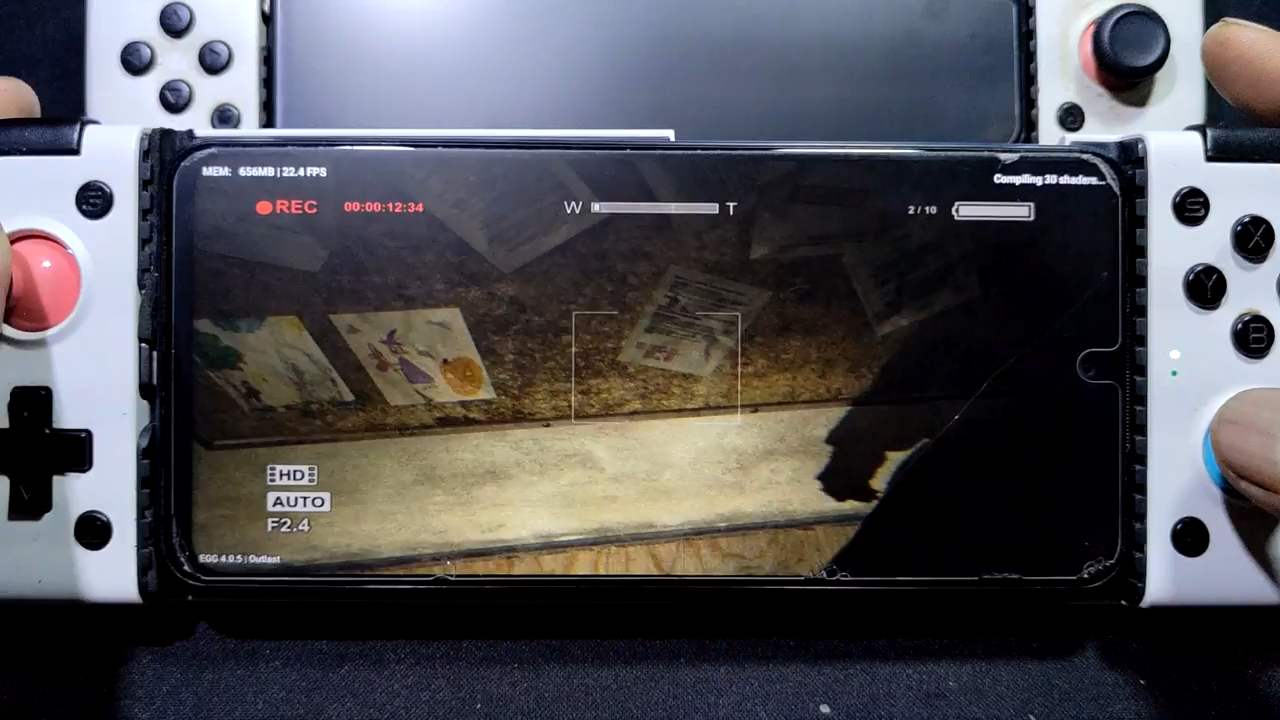 MEM: 656MB | 22.4 FPS
Compiling 30 shaders...
REC 00:00:12:34
W T
2 / 10
S
X
Y
B
HD
AUTO
F2.4
EGG 4.0.5 | Outlast